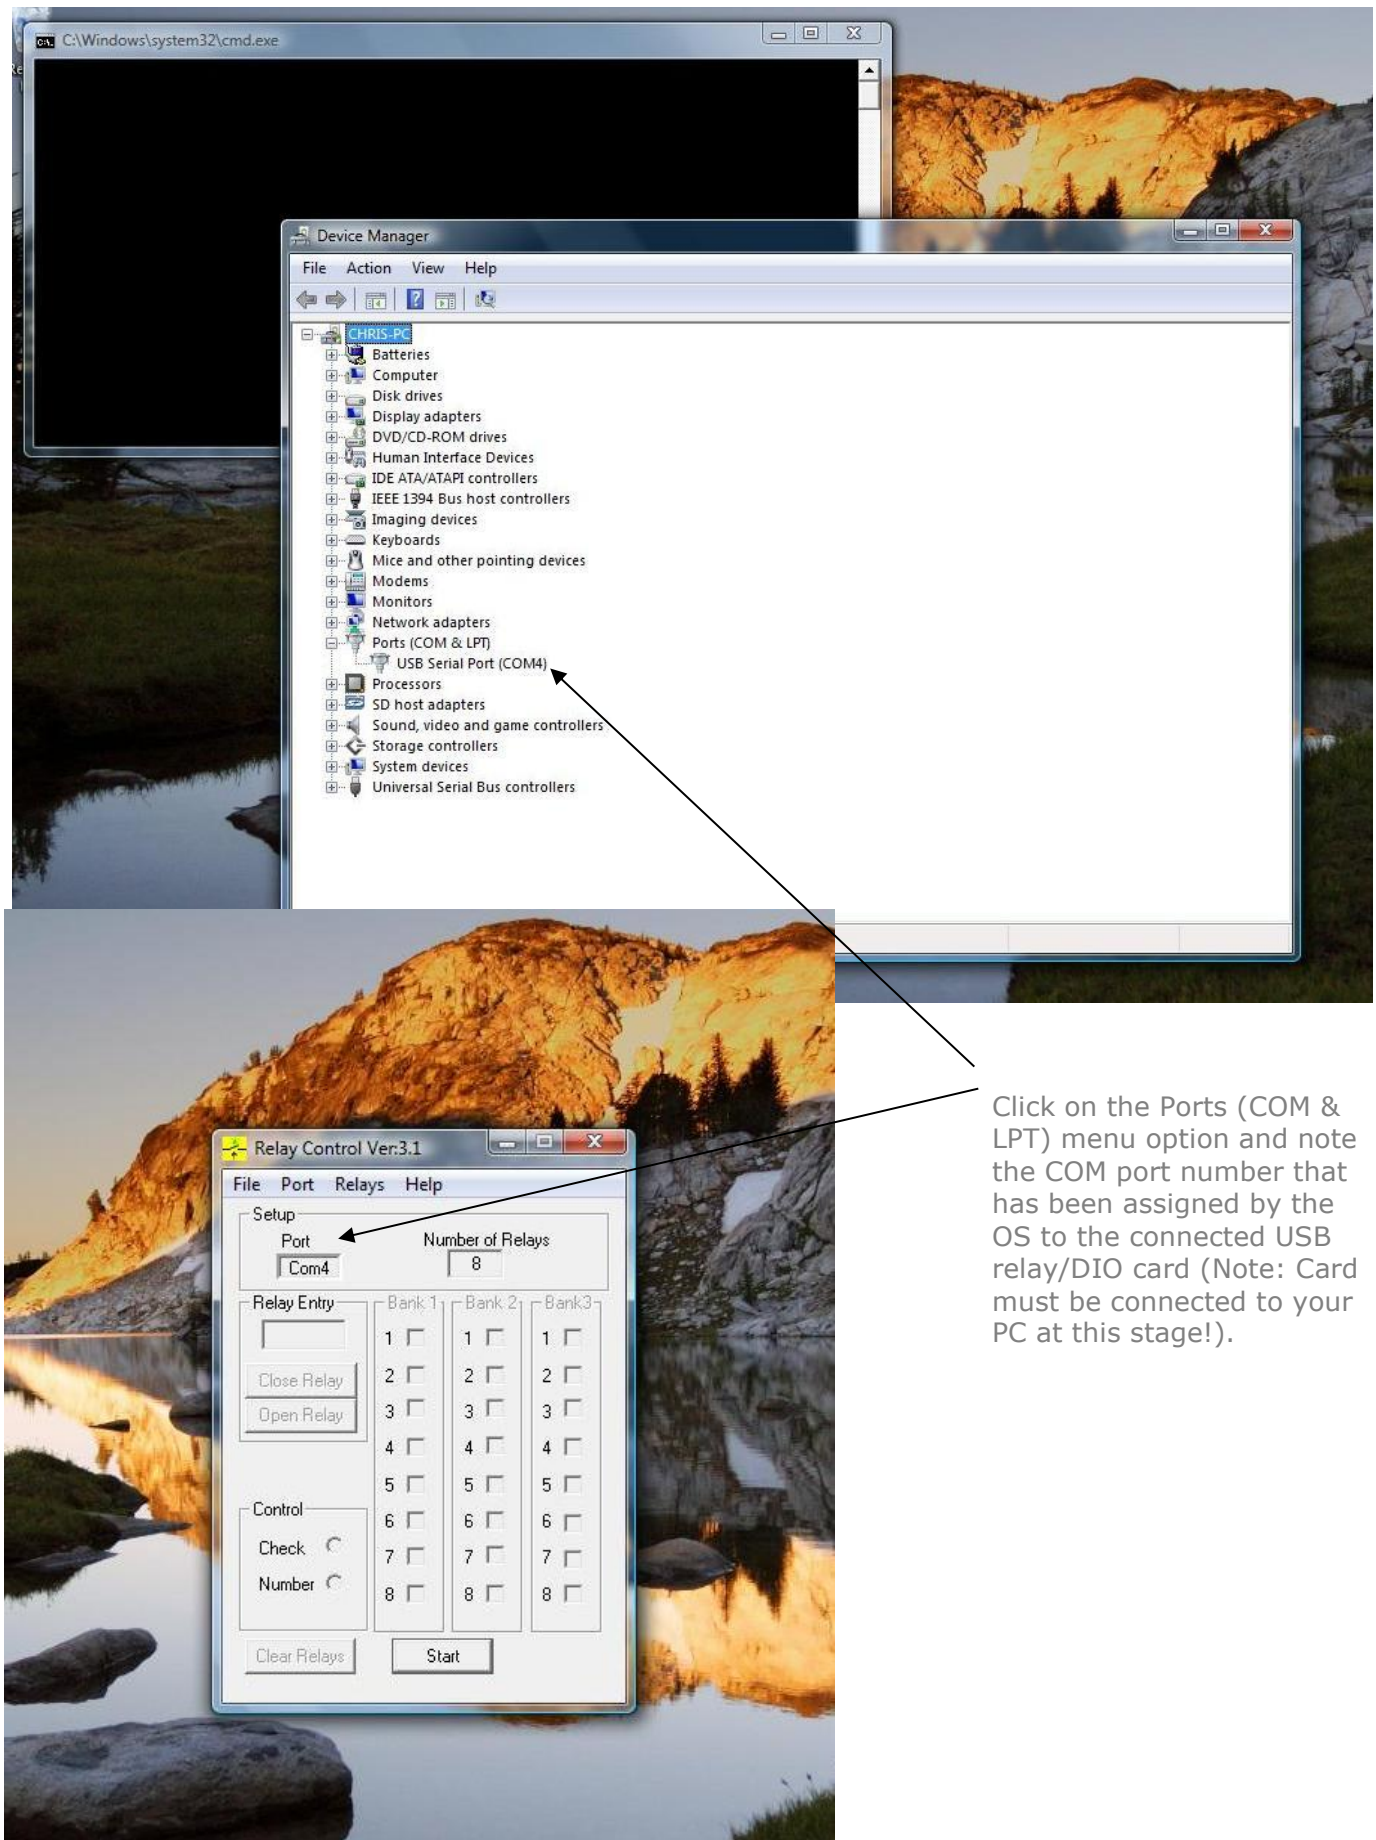 C:\Windows\system32\cmd.exe
Device Manager
File Action View Help
CHRIS-PC
Batteries
Computer
Disk drives
Display adapters
DVD/CD-ROM drives
Human Interface Devices
IDE ATA/ATAPI controllers
IEEE 1394 Bus host controllers
Imaging devices
Keyboards
Mice and other pointing devices
Modems
Monitors
Network adapters
Ports (COM & LPT)
USB Serial Port (COM4)
Processors
SD host adapters
Sound, video and game controllers
Storage controllers
System devices
Universal Serial Bus controllers
Relay Control Ver:3.1
File Port Relays Help
Setup
Port Number of Relays
Com4 8
Relay Entry Bank 1 Bank 2 Bank3
1 1 1
Close Relay 2 2 2
Open Relay 3 3 3
4 4 4
5 5 5
Control
6 6 6
Check 7 7 7
Number 8 8 8
Clear Relays Start
Click on the Ports (COM &
LPT) menu option and note
the COM port number that
has been assigned by the
OS to the connected USB
relay/DIO card (Note: Card
must be connected to your
PC at this stage!).